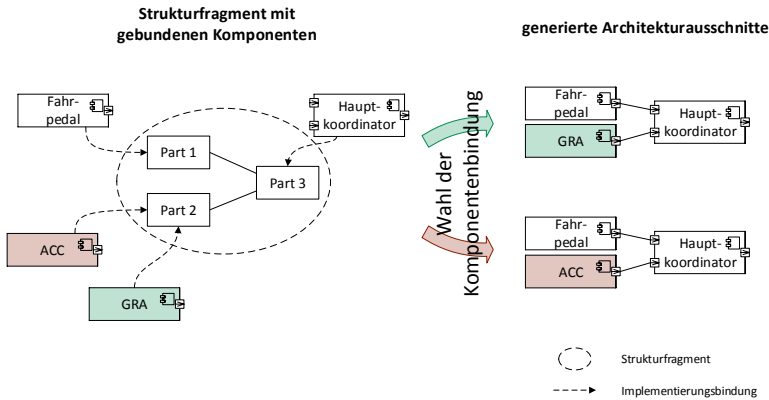 Strukturfragment mit
gebundenen Komponenten
generierte Architekturausschnitte
Fahr-
pedal
Haupt-
koordinator
Part 1
Part 2
Part 3
ACC
GRA
Wahl der
Komponentenbindung
Fahr-
pedal
GRA
Haupt-
koordinator
Fahr-
pedal
ACC
Haupt-
koordinator
Strukturfragment
Implementierungsbindung